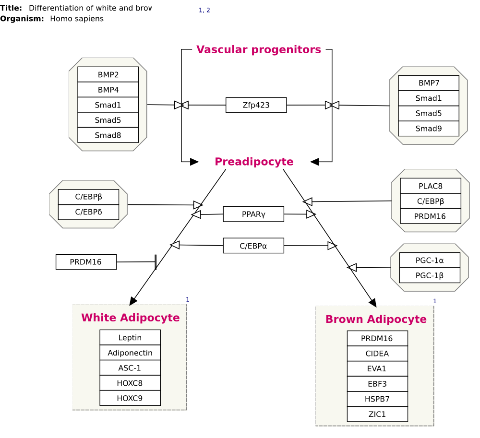 Title: Differentiation of white and brov
1, 2
Organism: Homo sapiens
Vascular progenitors
BMP2
BMP4
Smad1
Smad5
Smad8
Zfp423
BMP7
Smad1
Smad5
Smad9
Preadipocyte
C/EBPβ
C/EBPδ
PPARγ
C/EBPα
PLAC8
C/EBPβ
PRDM16
PRDM16
PGC-1α
PGC-1β
1
White Adipocyte
Leptin
Adiponectin
ASC-1
HOXC8
HOXC9
1
Brown Adipocyte
PRDM16
CIDEA
EVA1
EBF3
HSPB7
ZIC1